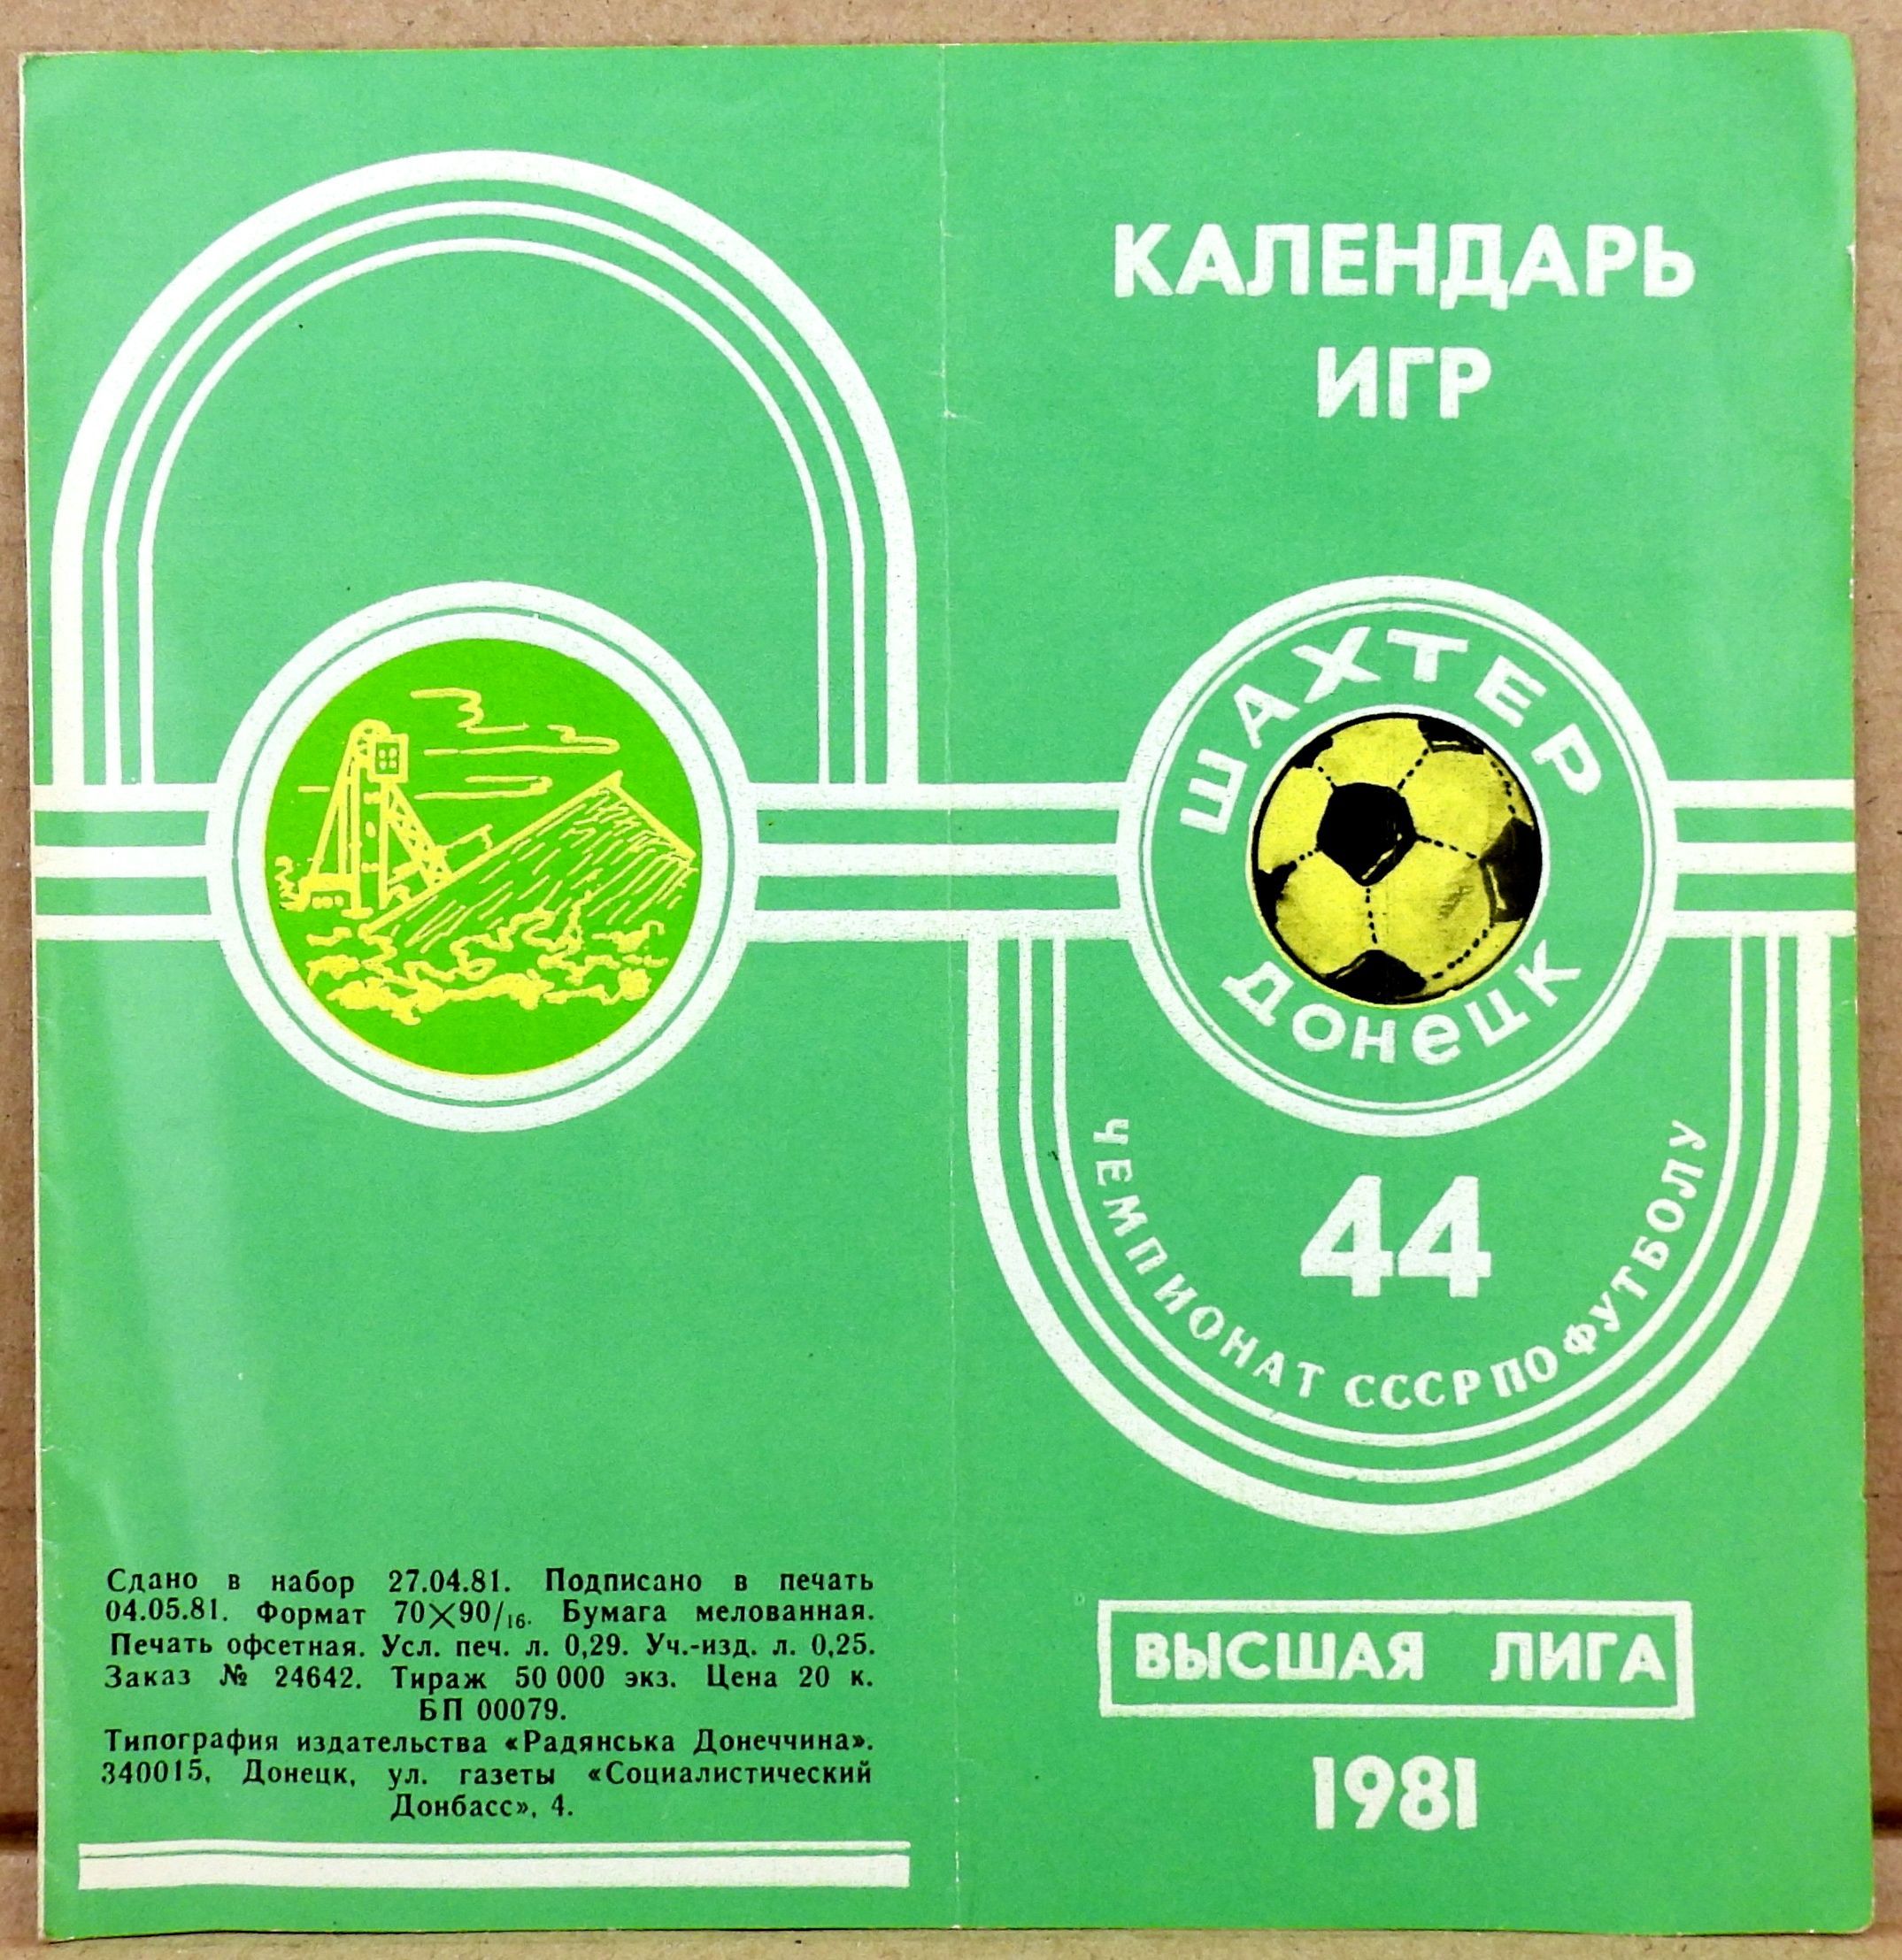 КАЛЕНДАРЬ
ИГР
ШАХТЕР
ДОНЕЦК
44
ЧЕМПИОНАТ СССР ПО ФУТБОЛУ
ВЫСШАЯ ЛИГА
1981
Сдано в набор 27.04.81. Подписано в печать
04.05.81. Формат 70×90/16. Бумага мелованная.
Печать офсетная. Усл. печ. л. 0,29. Уч.-изд. л. 0,25.
Заказ № 24642. Тираж 50 000 экз. Цена 20 к.
БП 00079.
Типография издательства «Радянська Донеччина».
340015, Донецк, ул. газеты «Социалистический
Донбасс», 4.